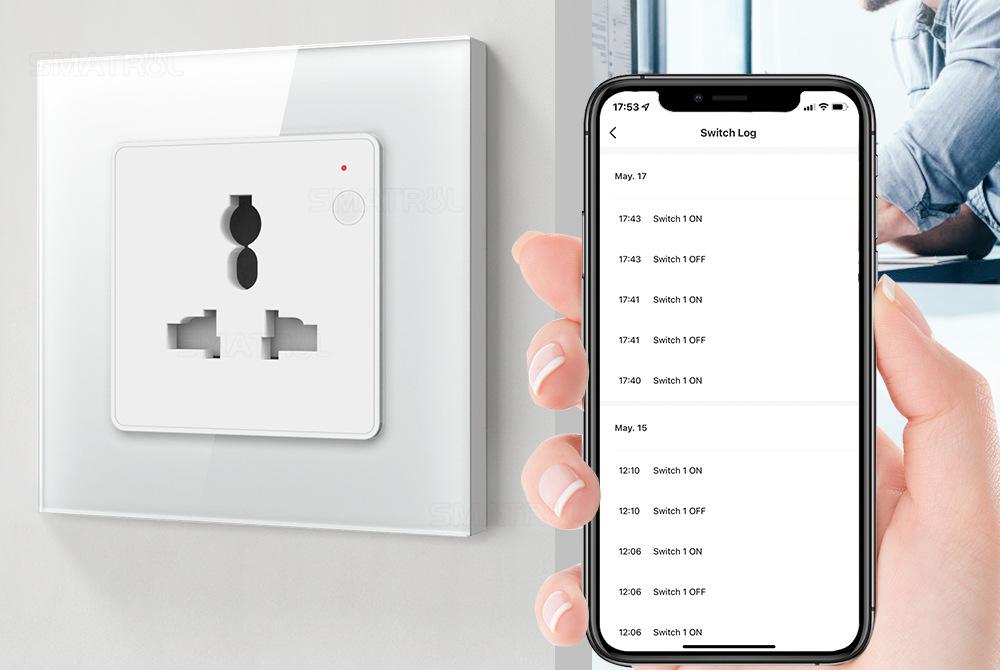 SMATRUL
17:53
Switch Log
May. 17
17:43 Switch 1 ON
17:43 Switch 1 OFF
17:41 Switch 1 ON
17:41 Switch 1 OFF
17:40 Switch 1 ON
May. 15
12:10 Switch 1 ON
12:10 Switch 1 OFF
12:06 Switch 1 ON
12:06 Switch 1 OFF
12:06 Switch 1 ON
SMATRUL